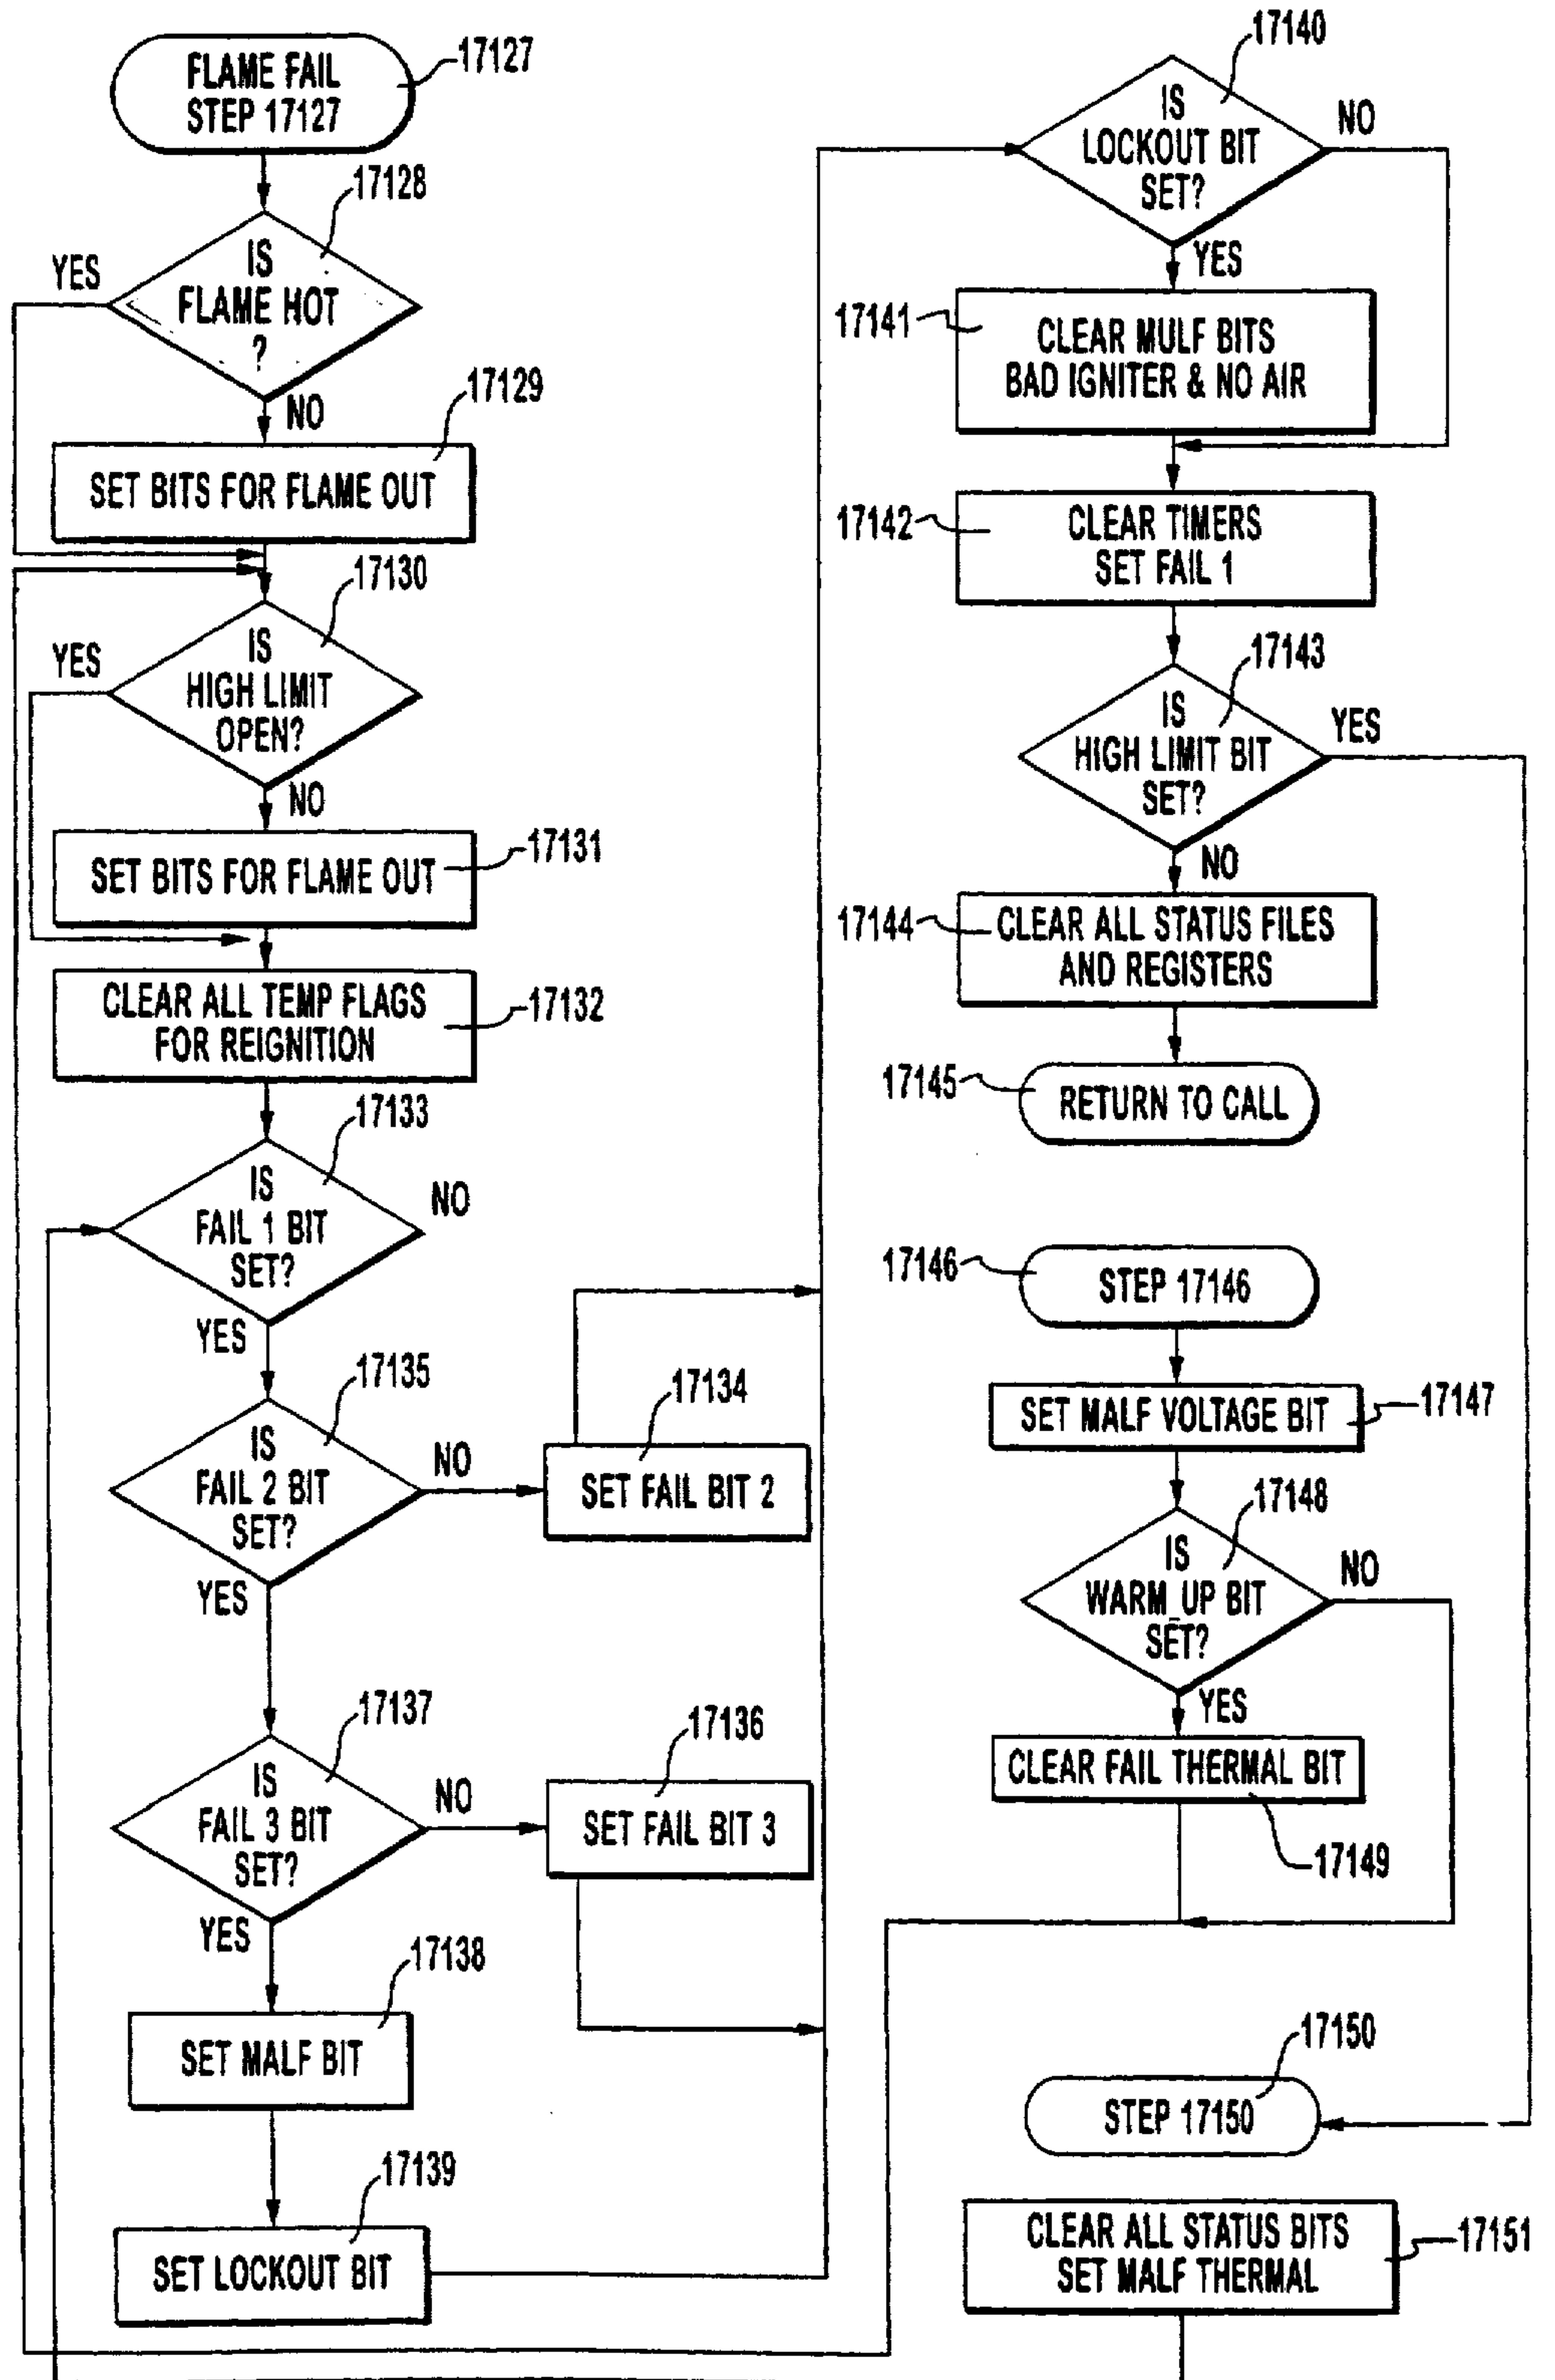 FLAME FAIL
STEP 17127
17127
17128
IS
FLAME HOT
?
YES
NO
17129
SET BITS FOR FLAME OUT
17130
IS
HIGH LIMIT
OPEN?
YES
NO
17131
SET BITS FOR FLAME OUT
CLEAR ALL TEMP FLAGS
FOR REIGNITION
17132
17133
IS
FAIL 1 BIT
SET?
NO
YES
17135
IS
FAIL 2 BIT
SET?
NO
YES
17134
SET FAIL BIT 2
17137
IS
FAIL 3 BIT
SET?
NO
YES
17136
SET FAIL BIT 3
17138
SET MALF BIT
17139
SET LOCKOUT BIT
17140
IS
LOCKOUT BIT
SET?
NO
YES
17141
CLEAR MULF BITS
BAD IGNITER & NO AIR
17142
CLEAR TIMERS
SET FAIL 1
17143
IS
HIGH LIMIT BIT
SET?
YES
NO
17144
CLEAR ALL STATUS FILES
AND REGISTERS
17145
RETURN TO CALL
17146
STEP 17146
SET MALF VOLTAGE BIT
17147
17148
IS
WARM_UP BIT
SET?
NO
YES
CLEAR FAIL THERMAL BIT
17149
17150
STEP 17150
CLEAR ALL STATUS BITS
SET MALF THERMAL
17151